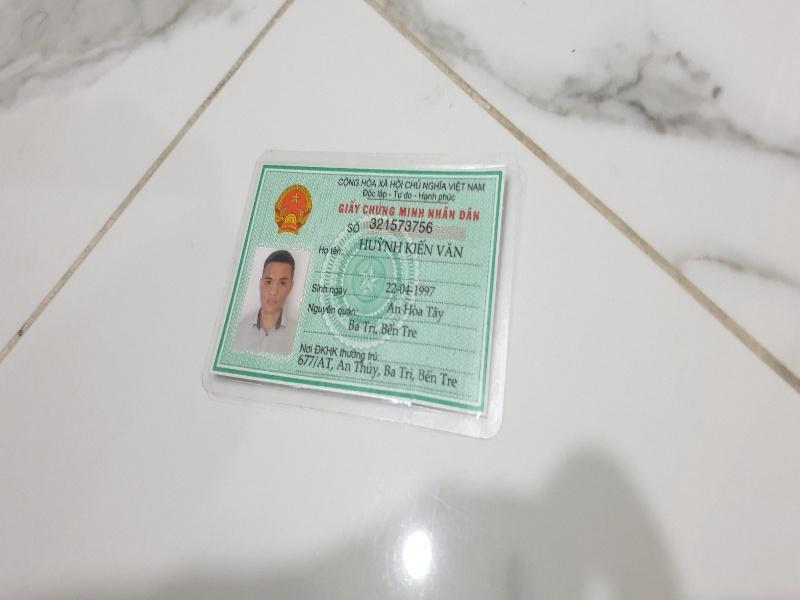 CỘNG HÒA XÃ HỘI CHỦ NGHĨA VIỆT NAM
Độc lập - Tự do - Hạnh phúc
GIẤY CHỨNG MINH NHÂN DÂN
SỐ 321573756
Họ tên: HUỲNH KIẾN VĂN
Sinh ngày 22-04-1997
Nguyên quán: An Hòa Tây
Ba Tri, Bến Tre
Nơi ĐKHK thường trú:
677/AT, An Thủy, Ba Tri, Bến Tre